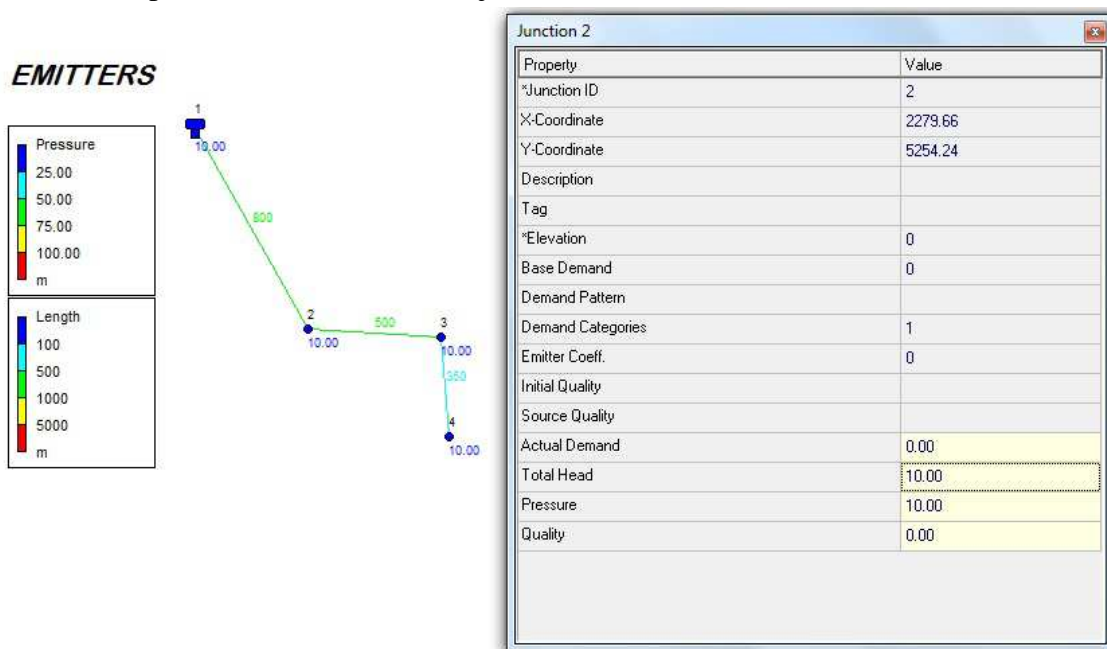 EMITTERS
Pressure
25.00
50.00
75.00
100.00
m
Length
100
500
1000
5000
m
1
10.00
800
2
10.00
500
3
10.00
350
4
10.00
Junction 2
Property Value
*Junction ID 2
X-Coordinate 2279.66
Y-Coordinate 5254.24
Description
Tag
*Elevation 0
Base Demand 0
Demand Pattern
Demand Categories 1
Emitter Coeff. 0
Initial Quality
Source Quality
Actual Demand 0.00
Total Head 10.00
Pressure 10.00
Quality 0.00